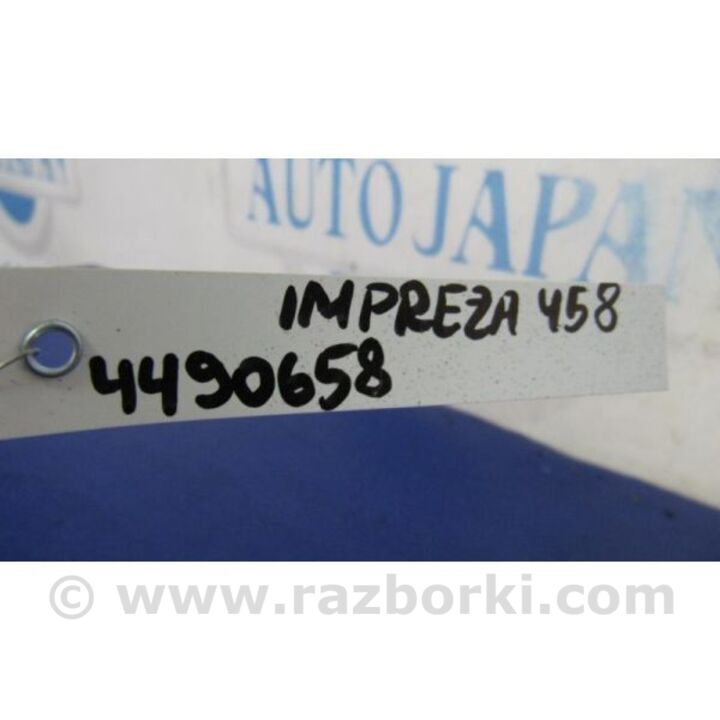 AUTO JAPAN
IMPREZA 458
4490658
© www.razborki.com